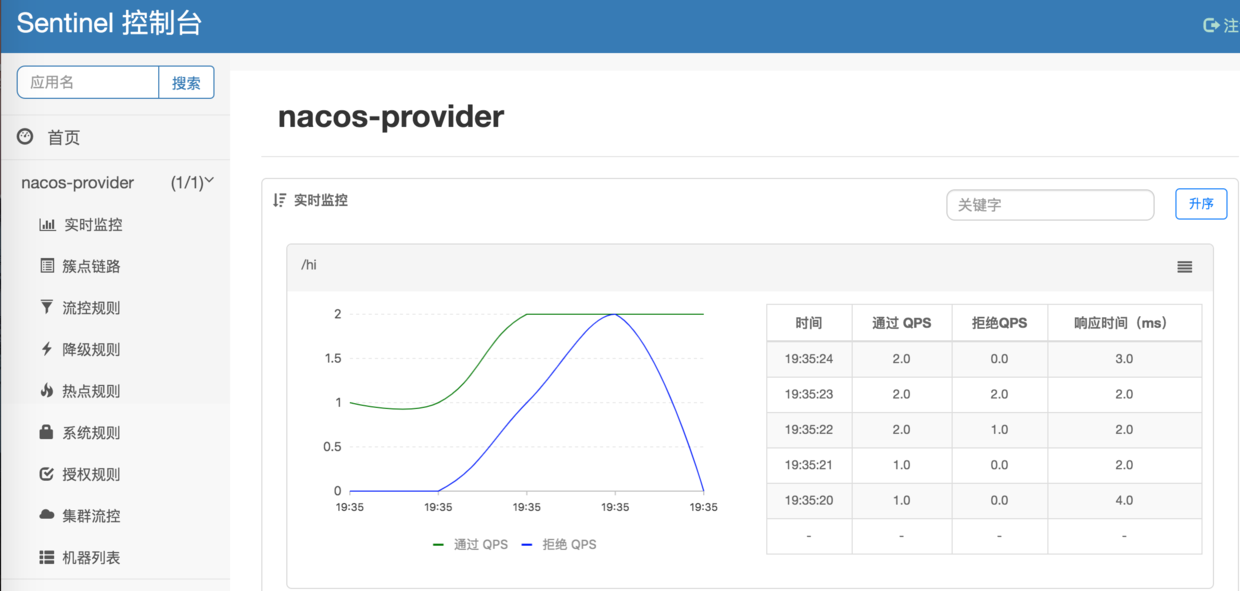 Sentinel 控制台
注
应用名 搜索
首页
nacos-provider (1/1)
实时监控
簇点链路
流控规则
降级规则
热点规则
系统规则
授权规则
集群流控
机器列表
nacos-provider
实时监控 关键字 升序
/hi
2
1.5
1
0.5
0
19:35 19:35 19:35 19:35 19:35
通过 QPS 拒绝 QPS
时间 通过 QPS 拒绝QPS 响应时间（ms）
19:35:24 2.0 0.0 3.0
19:35:23 2.0 2.0 2.0
19:35:22 2.0 1.0 2.0
19:35:21 1.0 0.0 2.0
19:35:20 1.0 0.0 4.0
- - - -